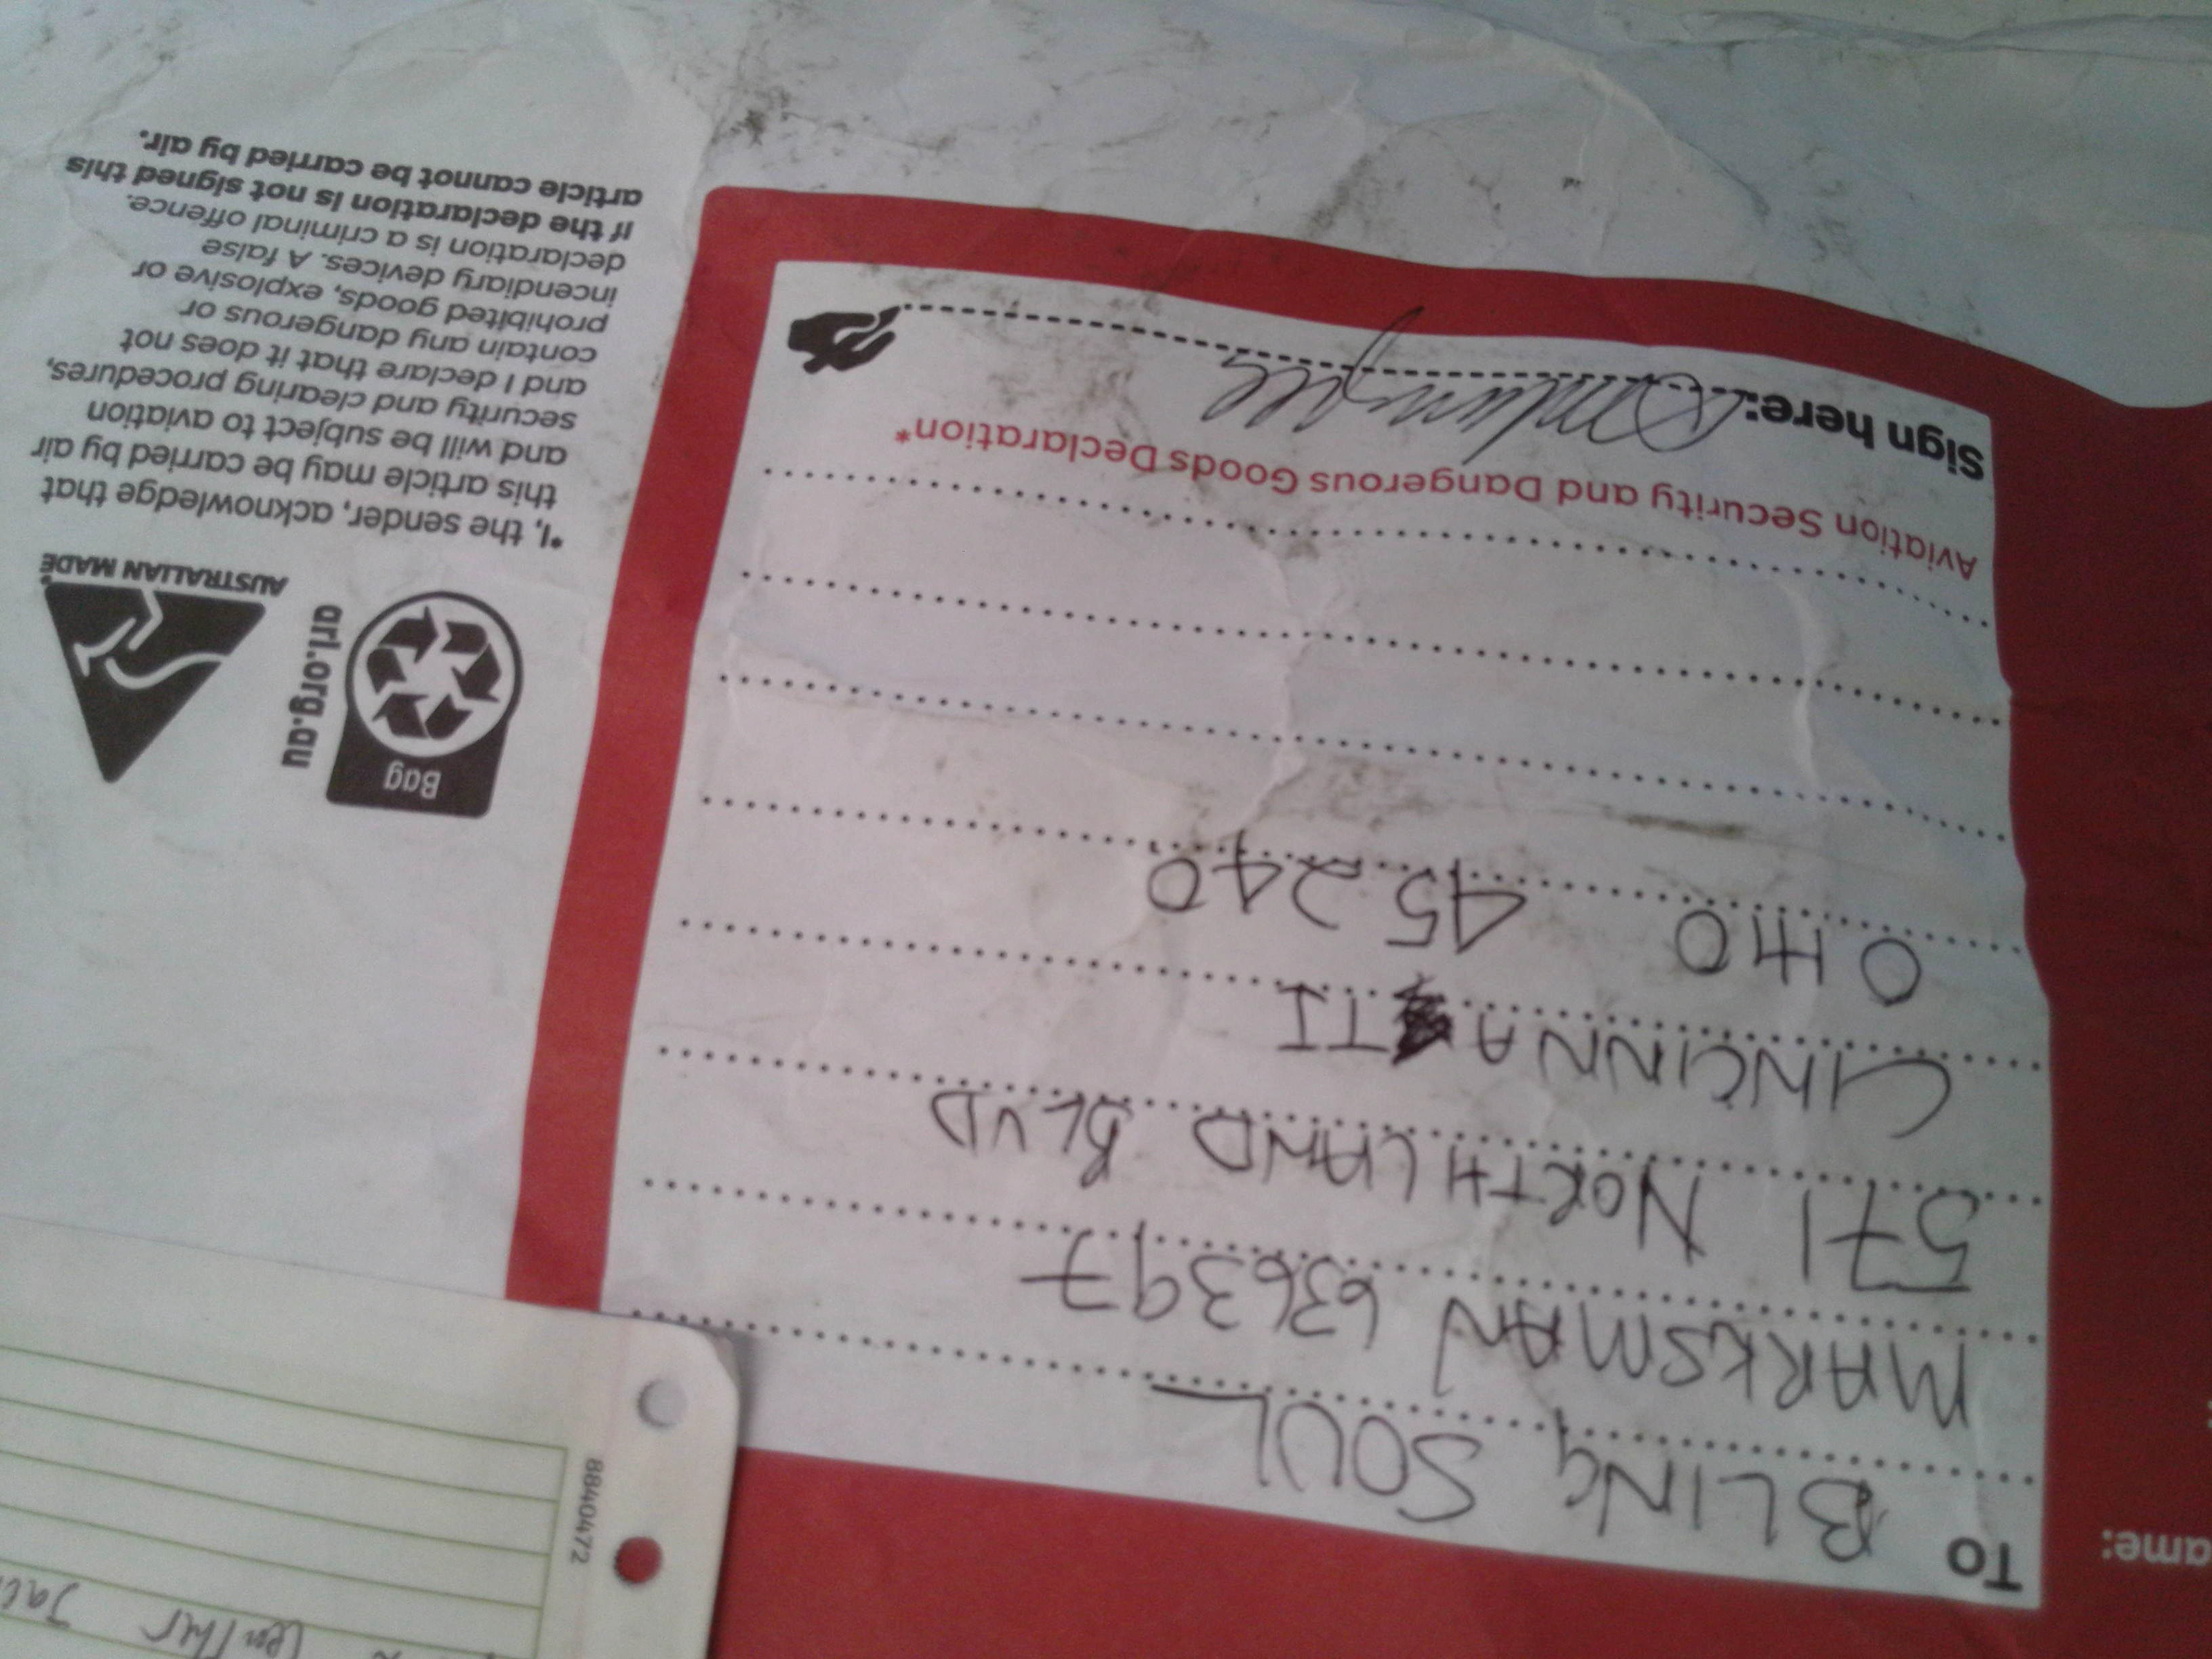 ame:
To BLING SOUL
MARKSMAN 636397
571 NORTHLAND BLVD
CINCINNATI
OHIO 45240
Aviation Security and Dangerous Goods Declaration*
Sign here:
Bag
arl.org.au
AUSTRALIAN MADE
*I, the sender, acknowledge that
this article may be carried by air
and will be subject to aviation
security and clearing procedures,
and I declare that it does not
contain any dangerous or
prohibited goods, explosive or
incendiary devices. A false
declaration is a criminal offence.
If the declaration is not signed this
article cannot be carried by air.
8840472